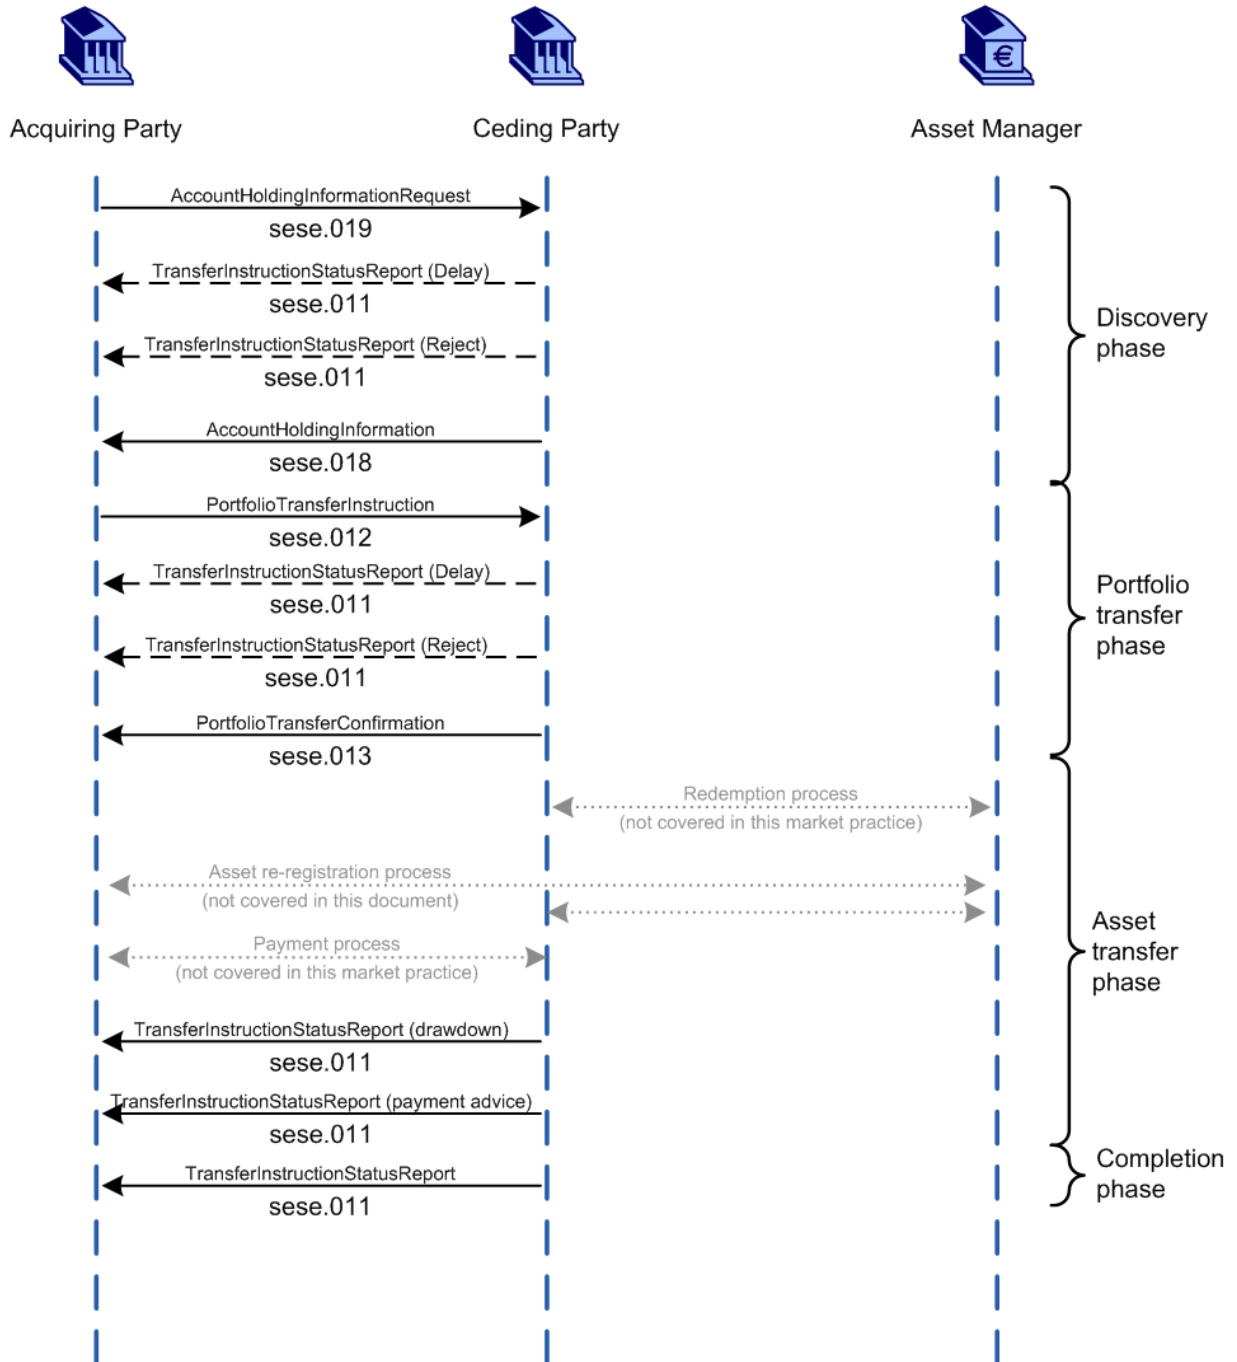 €
Acquiring Party
Ceding Party
Asset Manager
AccountHoldingInformationRequest
sese.019
TransferInstructionStatusReport (Delay)
sese.011
Discovery
phase
TransferInstructionStatusReport (Reject)
sese.011
AccountHoldingInformation
sese.018
PortfolioTransferInstruction
sese.012
TransferInstructionStatusReport (Delay)
sese.011
Portfolio
transfer
phase
TransferInstructionStatusReport (Reject)
sese.011
PortfolioTransferConfirmation
sese.013
Redemption process
(not covered in this market practice)
Asset re-registration process
(not covered in this document)
Asset
transfer
phase
Payment process
(not covered in this market practice)
TransferInstructionStatusReport (drawdown)
sese.011
TransferInstructionStatusReport (payment advice)
sese.011
Completion
phase
TransferInstructionStatusReport
sese.011